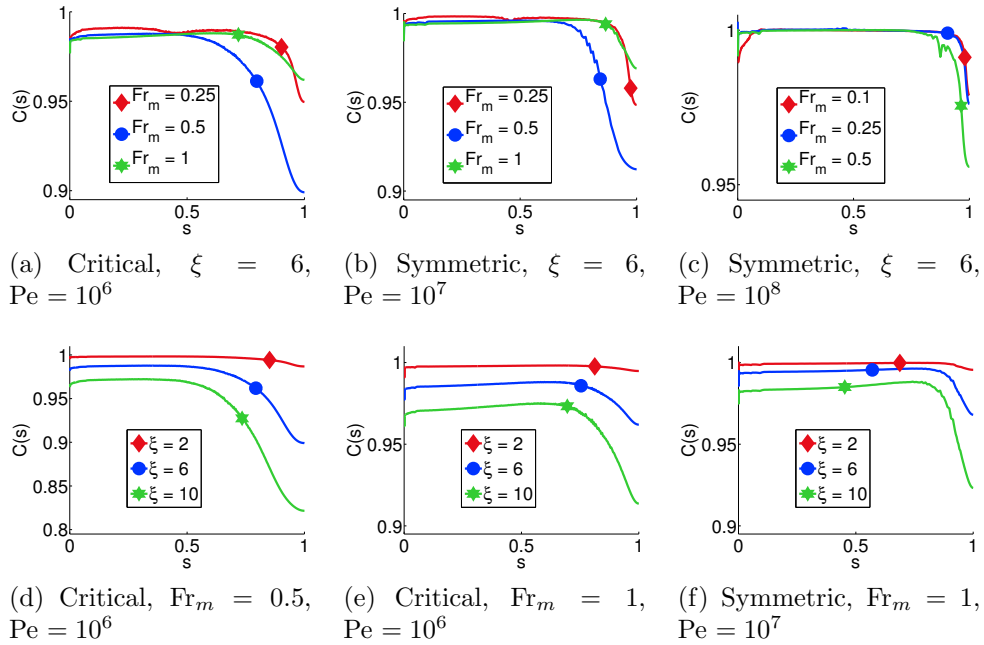 1
0.95
0.9
C(s)
0
0.5
1
s
Fr_m = 0.25
Fr_m = 0.5
Fr_m = 1
(a) Critical, ξ = 6,
Pe = 10^6
1
0.95
0.9
C(s)
0
0.5
1
s
Fr_m = 0.25
Fr_m = 0.5
Fr_m = 1
(b) Symmetric, ξ = 6,
Pe = 10^7
1
0.95
C(s)
0
0.5
1
s
Fr_m = 0.1
Fr_m = 0.25
Fr_m = 0.5
(c) Symmetric, ξ = 6,
Pe = 10^8
1
0.95
0.9
0.85
0.8
C(s)
0
0.5
1
s
ξ = 2
ξ = 6
ξ = 10
(d) Critical, Fr_m = 0.5,
Pe = 10^6
1
0.95
0.9
C(s)
0
0.5
1
s
ξ = 2
ξ = 6
ξ = 10
(e) Critical, Fr_m = 1,
Pe = 10^6
1
0.95
0.9
C(s)
0
0.5
1
s
ξ = 2
ξ = 6
ξ = 10
(f) Symmetric, Fr_m = 1,
Pe = 10^7